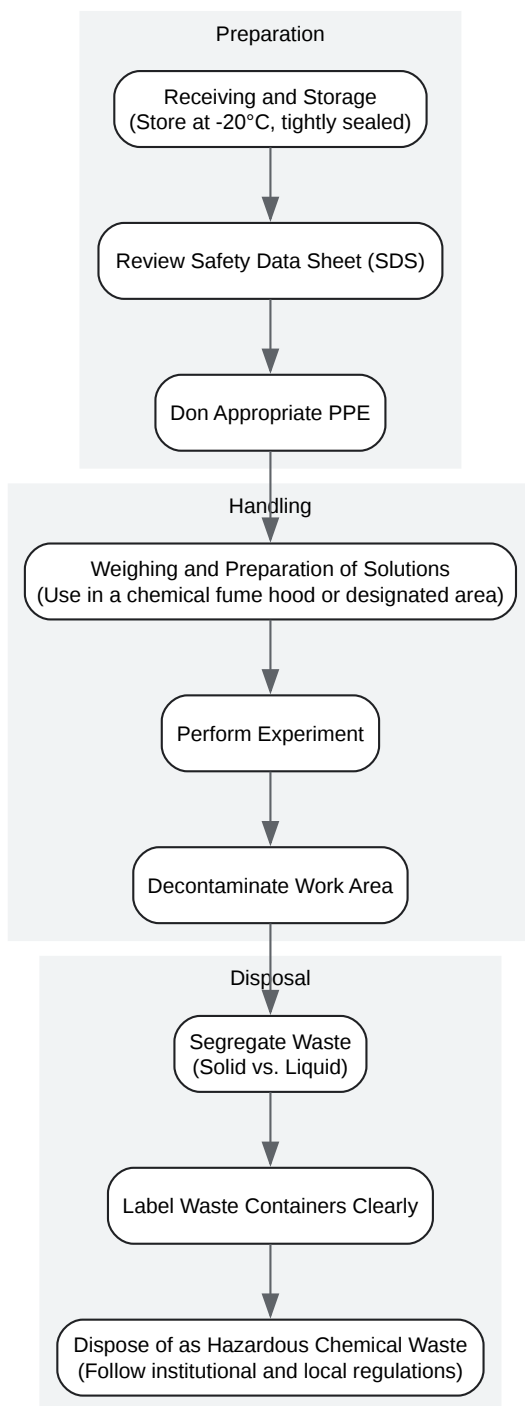 Preparation
Receiving and Storage
(Store at -20°C, tightly sealed)
Review Safety Data Sheet (SDS)
Don Appropriate PPE
Handling
Weighing and Preparation of Solutions
(Use in a chemical fume hood or designated area)
Perform Experiment
Decontaminate Work Area
Disposal
Segregate Waste
(Solid vs. Liquid)
Label Waste Containers Clearly
Dispose of as Hazardous Chemical Waste
(Follow institutional and local regulations)